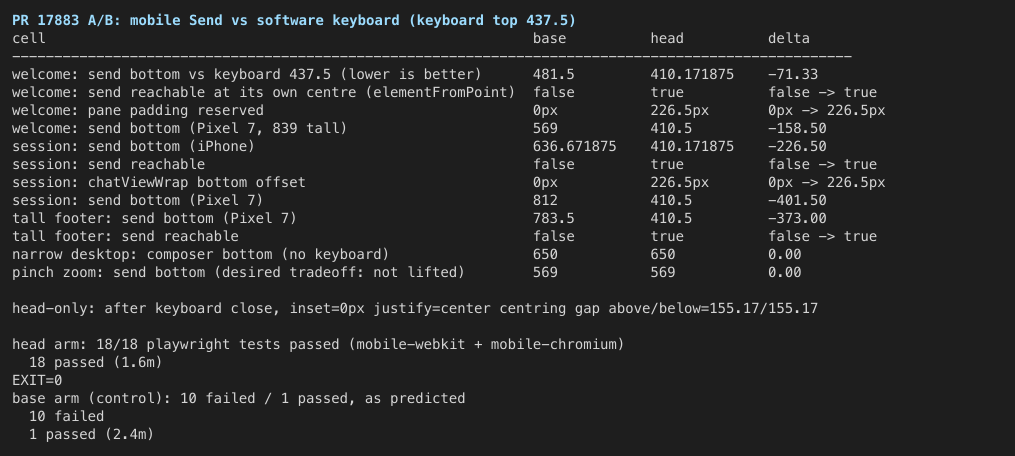 PR 17883 A/B: mobile Send vs software keyboard (keyboard top 437.5)
cell base head delta
welcome: send bottom vs keyboard 437.5 (lower is better) 481.5 410.171875 -71.33
welcome: send reachable at its own centre (elementFromPoint) false true false -> true
welcome: pane padding reserved 0px 226.5px 0px -> 226.5px
welcome: send bottom (Pixel 7, 839 tall) 569 410.5 -158.50
session: send bottom (iPhone) 636.671875 410.171875 -226.50
session: send reachable false true false -> true
session: chatViewWrap bottom offset 0px 226.5px 0px -> 226.5px
session: send bottom (Pixel 7) 812 410.5 -401.50
tall footer: send bottom (Pixel 7) 783.5 410.5 -373.00
tall footer: send reachable false true false -> true
narrow desktop: composer bottom (no keyboard) 650 650 0.00
pinch zoom: send bottom (desired tradeoff: not lifted) 569 569 0.00
head-only: after keyboard close, inset=0px justify=center centring gap above/below=155.17/155.17
head arm: 18/18 playwright tests passed (mobile-webkit + mobile-chromium)
18 passed (1.6m)
EXIT=0
base arm (control): 10 failed / 1 passed, as predicted
10 failed
1 passed (2.4m)